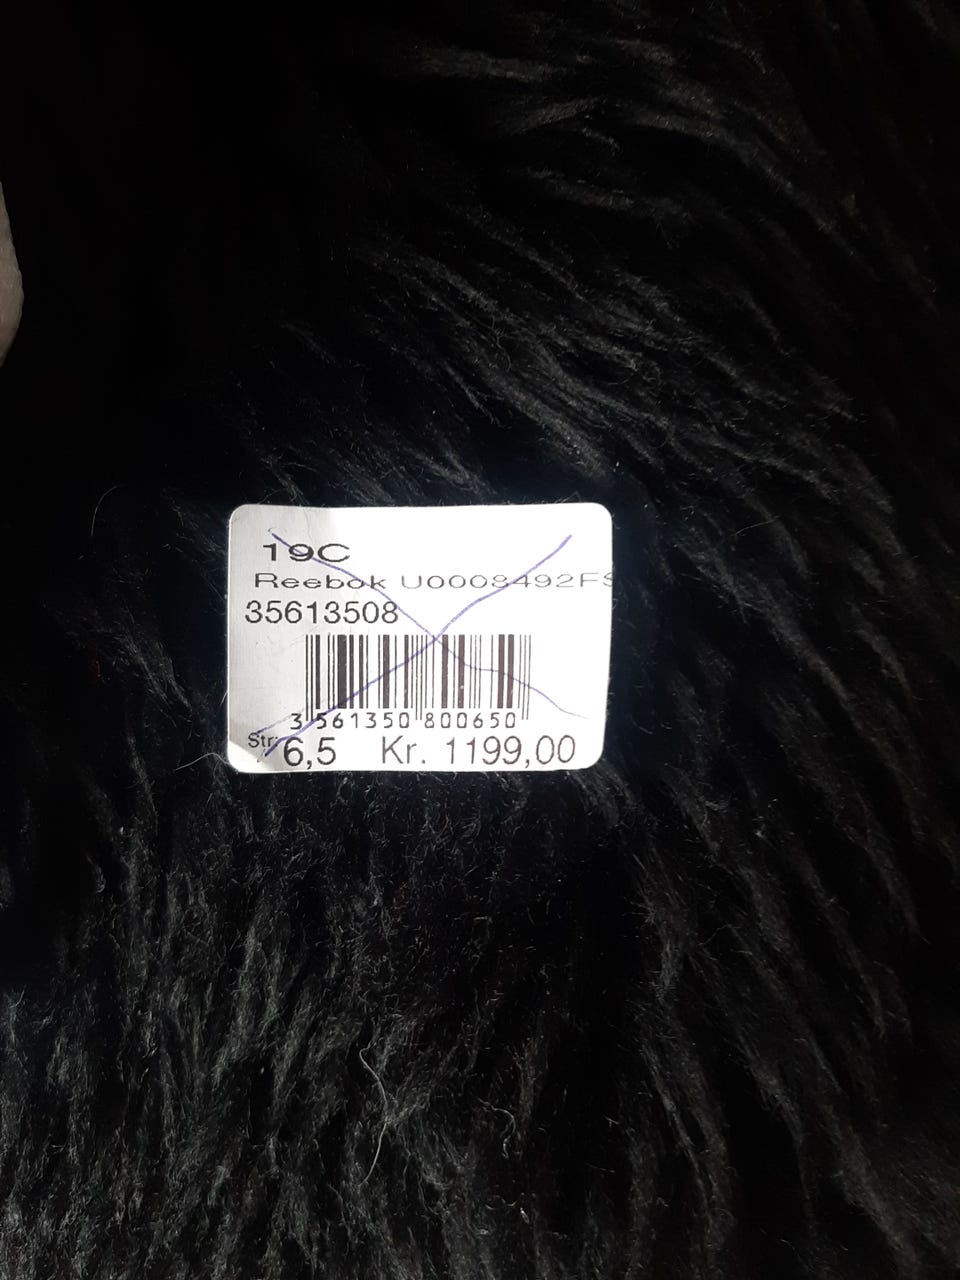 19C
Reebok U0008492FS
35613508
3 561350 800650
Str: 6,5 Kr. 1199,00